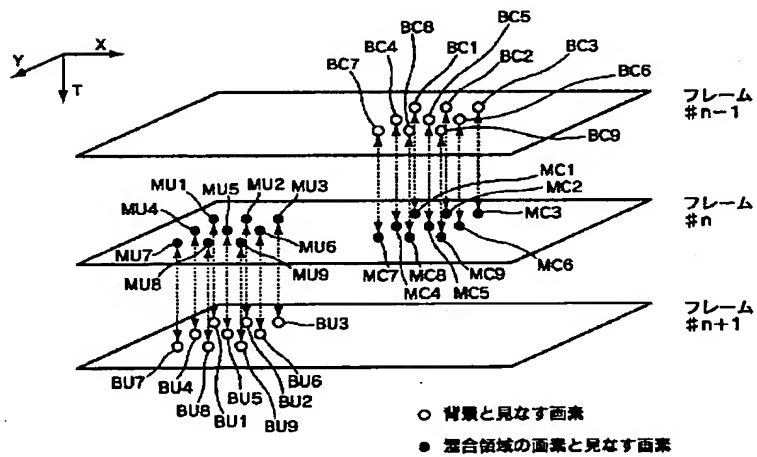 X
Y
T
BC5
BC8
BC4
BC1
BC2
BC3
BC7
BC6
BC9
フレーム
#n−1
MU1
MU2
MU5
MU3
MU4
MU7
MU8
MU6
MU9
MC1
MC2
MC3
MC7
MC8
MC9
MC6
MC4
MC5
フレーム
#n
BU3
BU7
BU4
BU8
BU1
BU5
BU9
BU2
BU6
フレーム
#n+1
○ 背景と見なす画素
● 混合領域の画素と見なす画素